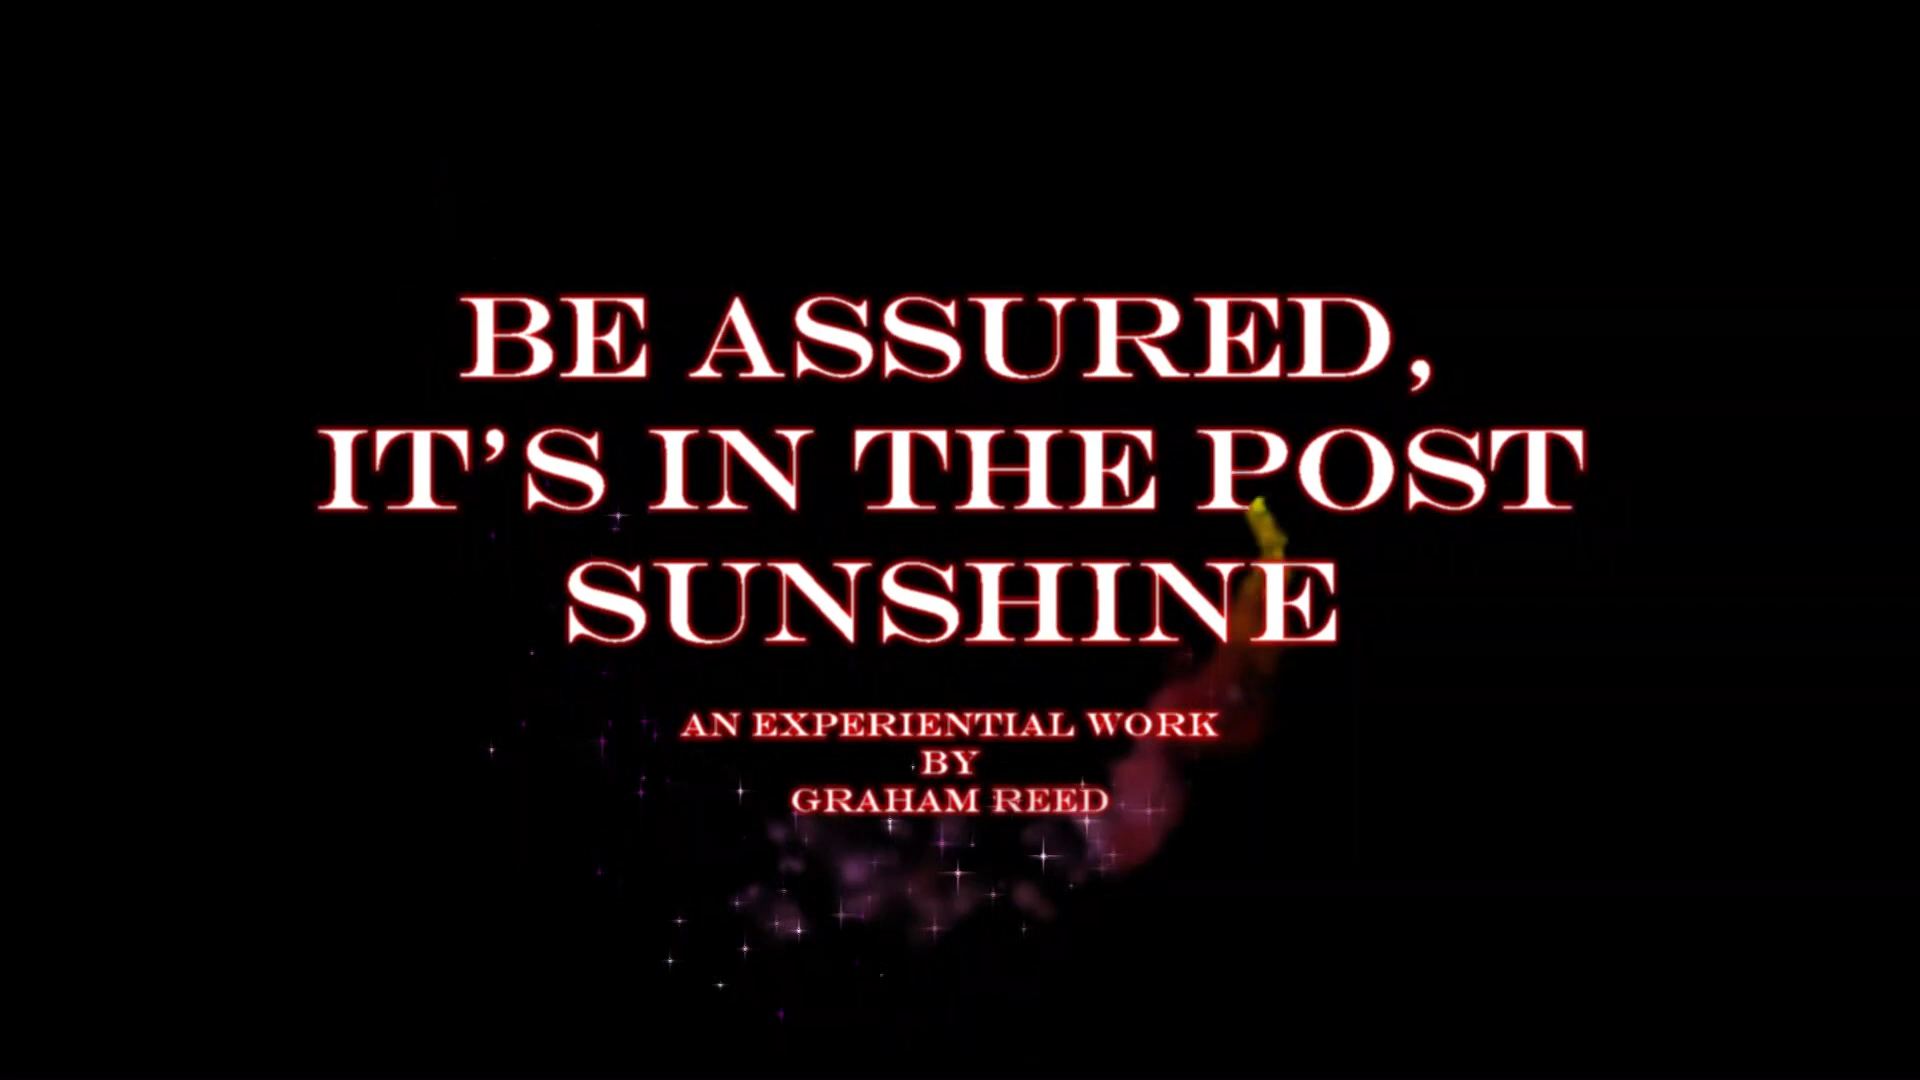 BE ASSURED,
IT'S IN THE POST
SUNSHINE
AN EXPERIENTIAL WORK
BY
GRAHAM REED